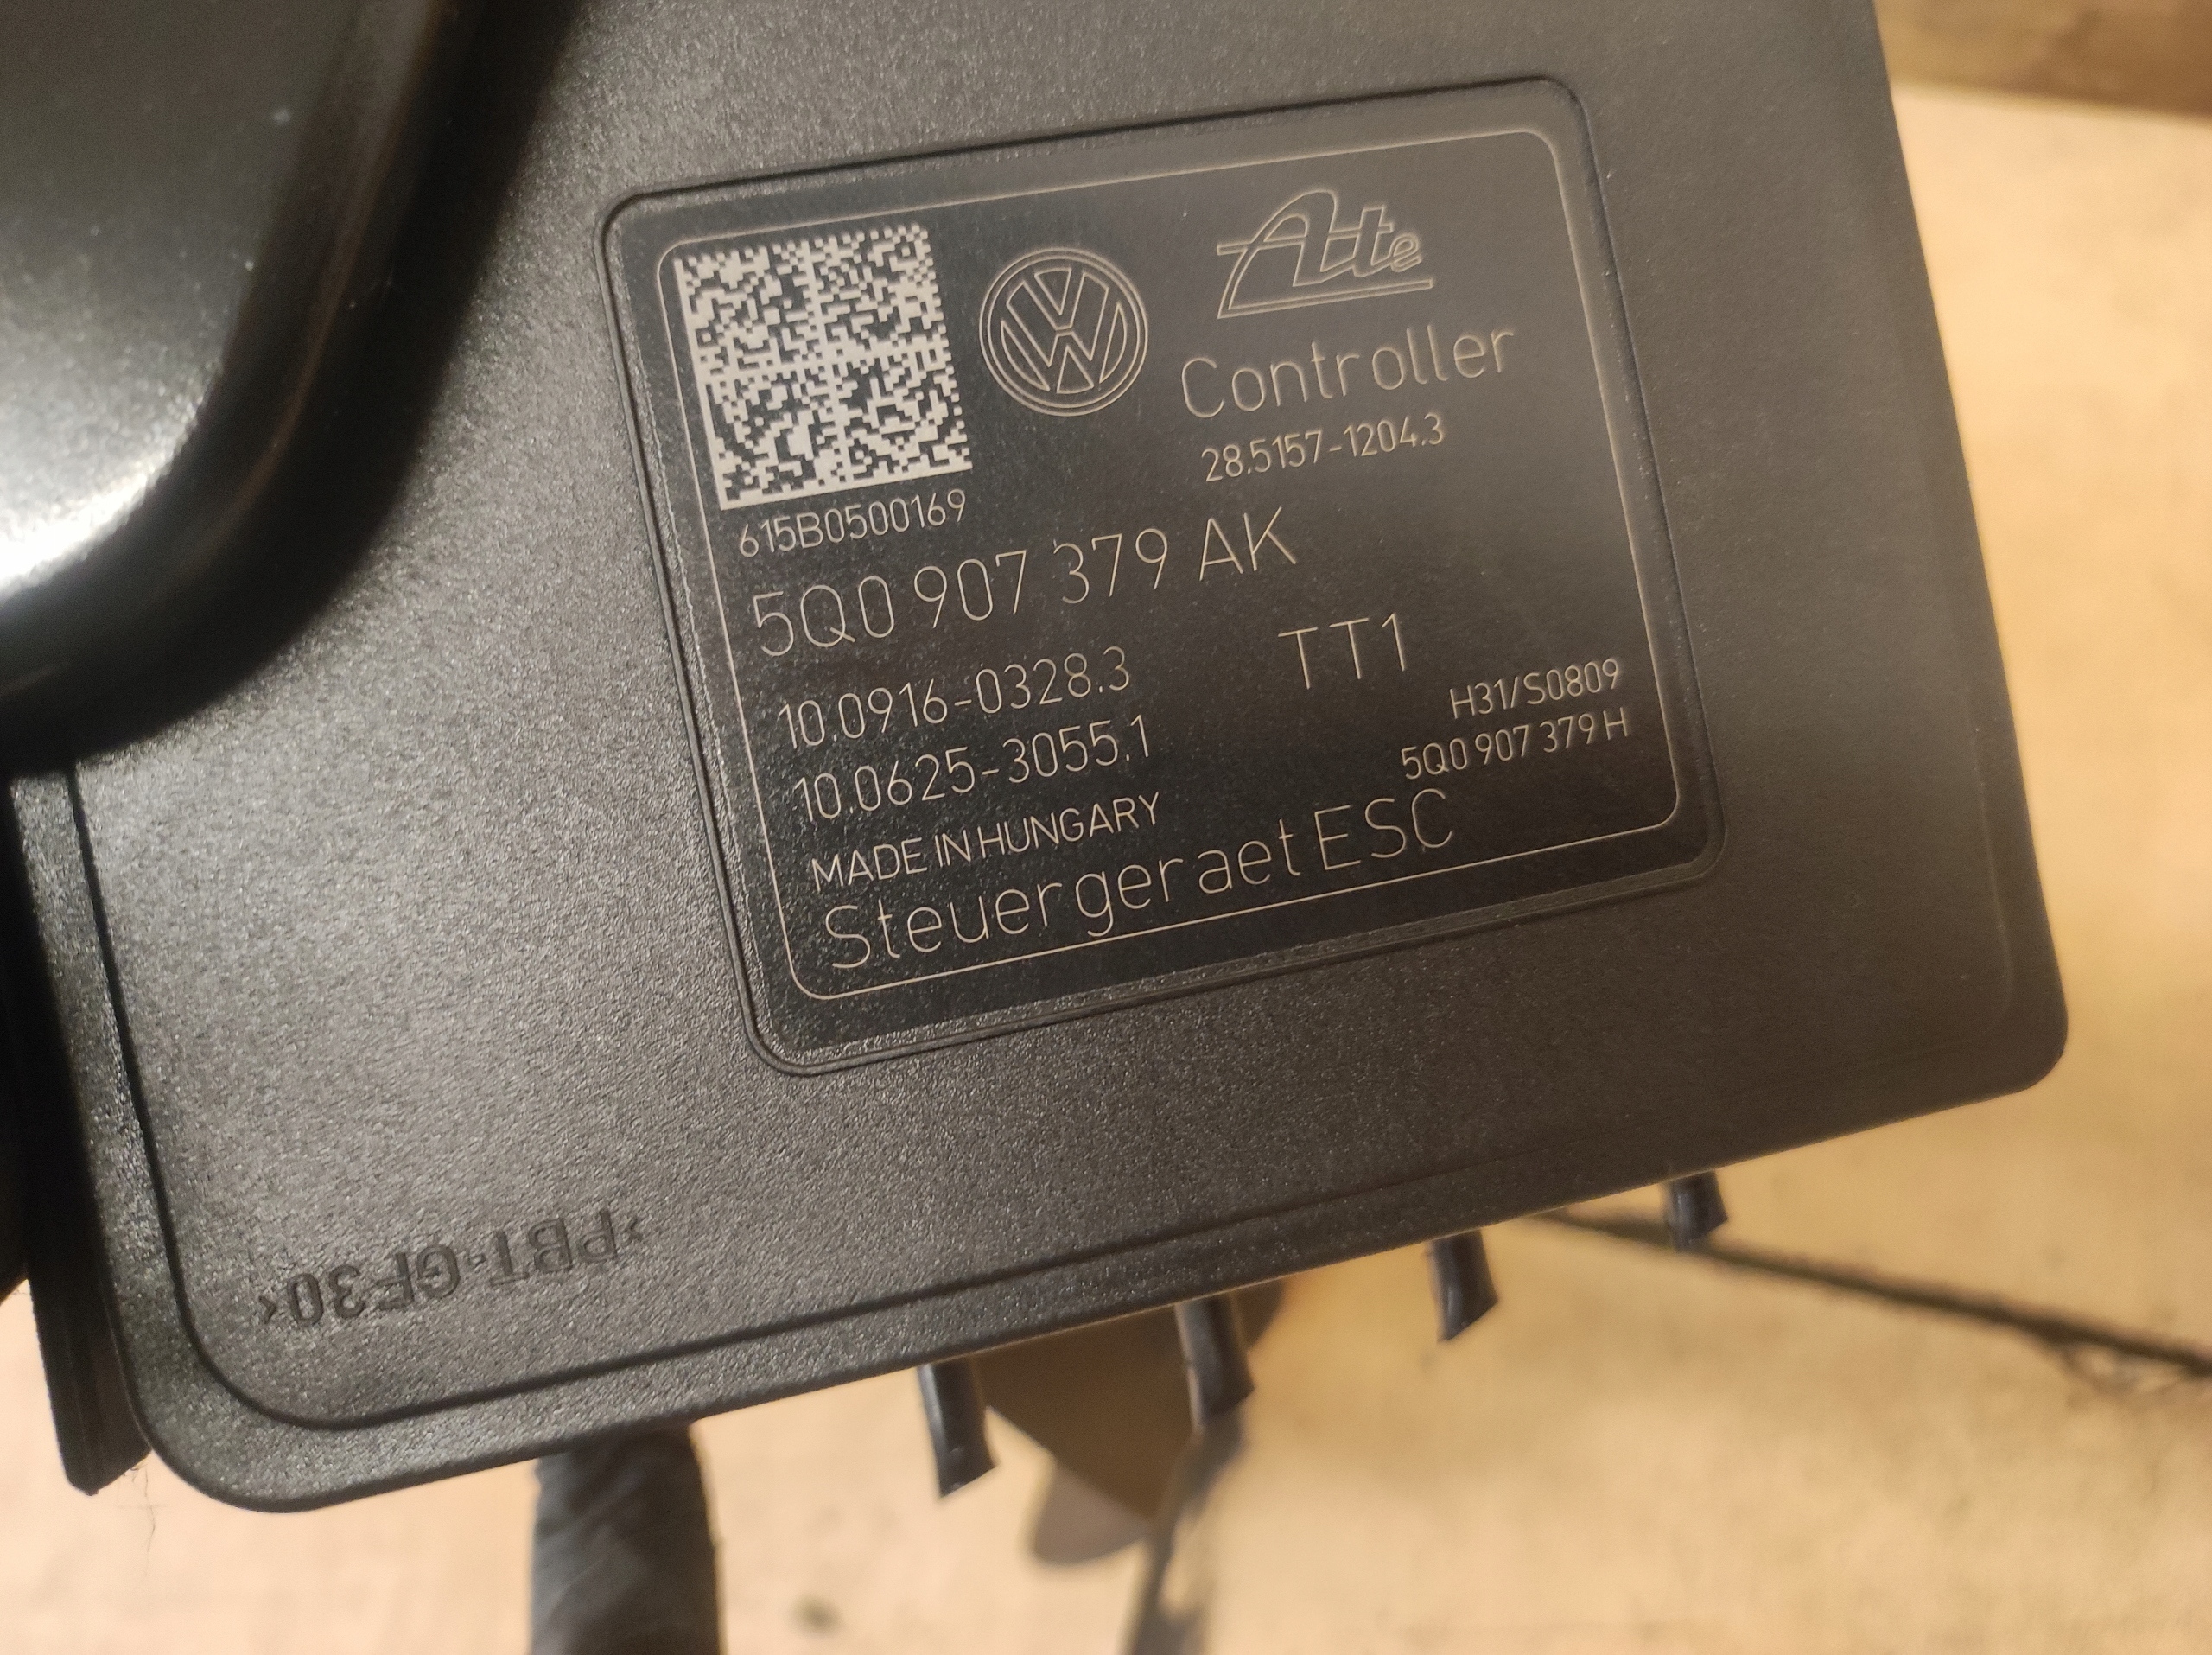 Ate
Controller
28.5157-1204.3
615B0500169
5Q0 907 379 AK
10.0916-0328.3
TT1
10.0625-3055.1
H31/S0809
5Q0 907 379 H
MADE IN HUNGARY
Steuergeraet ESC
>PBT-GF30<